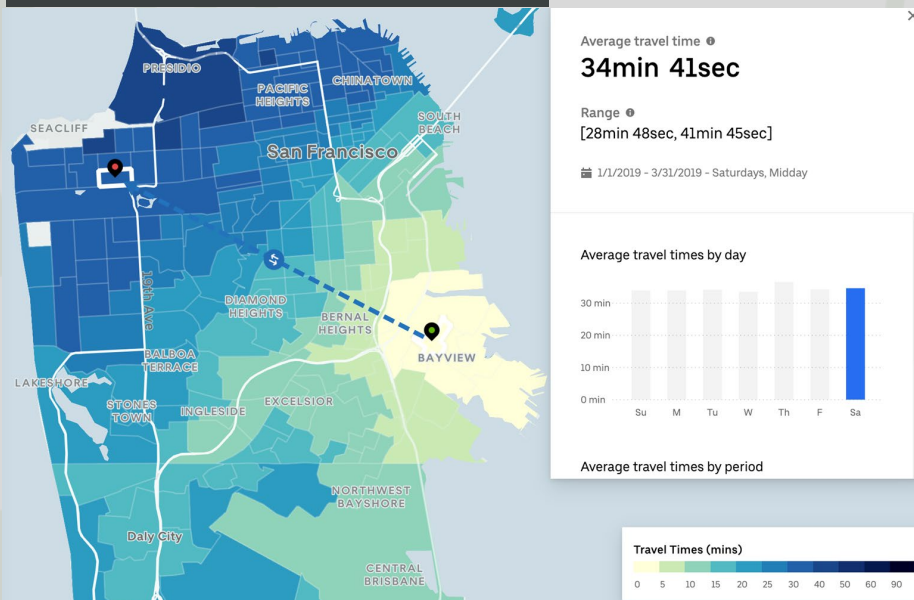 PRESIDIO
CHINATOWN
PACIFIC
HEIGHTS
SEACLIFF
SOUTH
BEACH
San Francisco
19th Ave
DIAMOND
HEIGHTS
BERNAL
HEIGHTS
BAYVIEW
BALBOA
TERRACE
LAKESHORE
STONES
TOWN
INGLESIDE
EXCELSIOR
NORTHWEST
BAYSHORE
Daly City
CENTRAL
BRISBANE
Average travel time
34min 41sec
Range
[28min 48sec, 41min 45sec]
1/1/2019 - 3/31/2019 - Saturdays, Midday
Average travel times by day
30 min
20 min
10 min
0 min
Su M Tu W Th F Sa
Average travel times by period
Travel Times (mins)
0 5 10 15 20 25 30 40 50 60 90